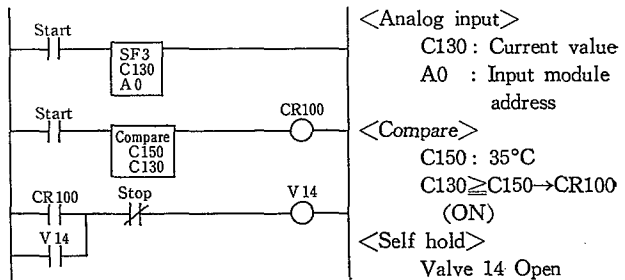 Start
SF3
C130
A0
<Analog input>
C130: Current value
A0 : Input module
address
Start
Compare
C150
C130
CR100
<Compare>
C150: 35°C
C130≧C150→CR100
(ON)
CR100
Stop
V14
V14
<Self hold>
Valve 14 Open